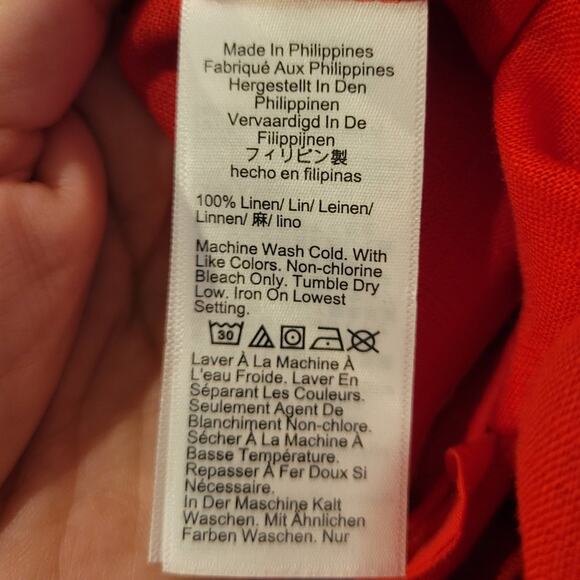 Made In Philippines
Fabriqué Aux Philippines
Hergestellt In Den
Philippinen
Vervaardigd In De
Filippijnen
フィリピン製
hecho en filipinas
100% Linen/ Lin/ Leinen/
Linnen/ 麻/ lino
Machine Wash Cold. With
Like Colors. Non-chlorine
Bleach Only. Tumble Dry
Low. Iron On Lowest
Setting.
30
Laver À La Machine À
L'eau Froide. Laver En
Séparant Les Couleurs.
Seulement Agent De
Blanchiment Non-chlore.
Sécher À La Machine À
Basse Température.
Repasser À Fer Doux Si
Nécessaire.
In Der Maschine Kalt
Waschen. Mit Ähnlichen
Farben Waschen. Nur